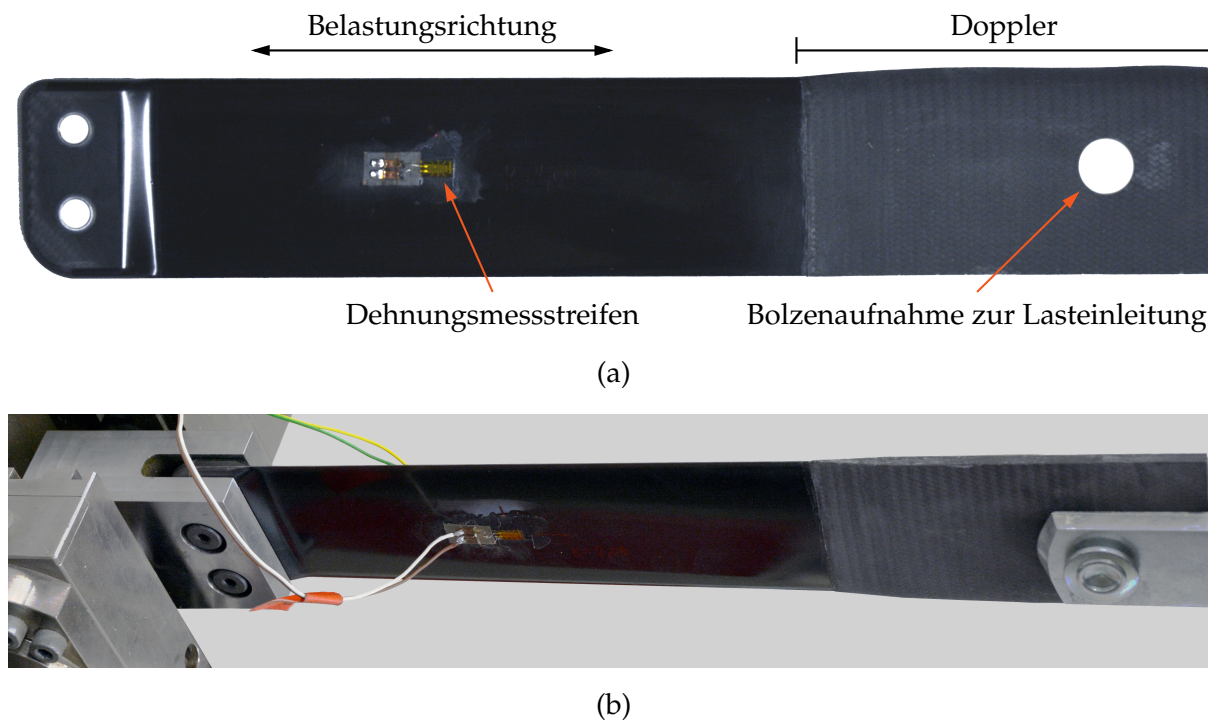 Belastungsrichtung
Doppler
Dehnungsmessstreifen
Bolzenaufnahme zur Lasteinleitung
(a)
(b)